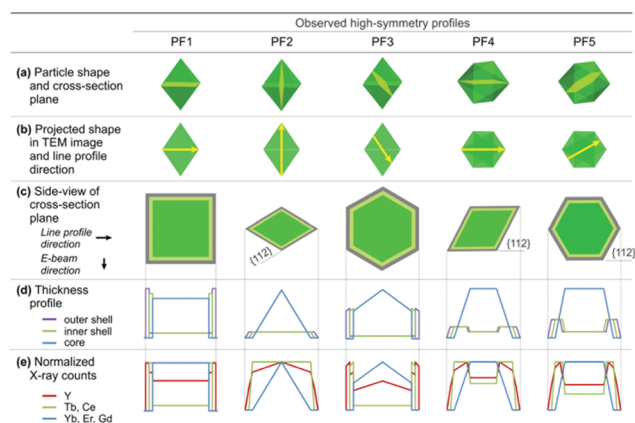 Observed high-symmetry profiles
PF1 PF2 PF3 PF4 PF5
(a) Particle shape
and cross-section
plane
(b) Projected shape
in TEM image
and line profile
direction
(c) Side-view of
cross-section
plane
Line profile
direction
E-beam
direction
{112}
{112}
{112}
(d) Thickness
profile
outer shell
inner shell
core
(e) Normalized
X-ray counts
Y
Tb, Ce
Yb, Er, Gd